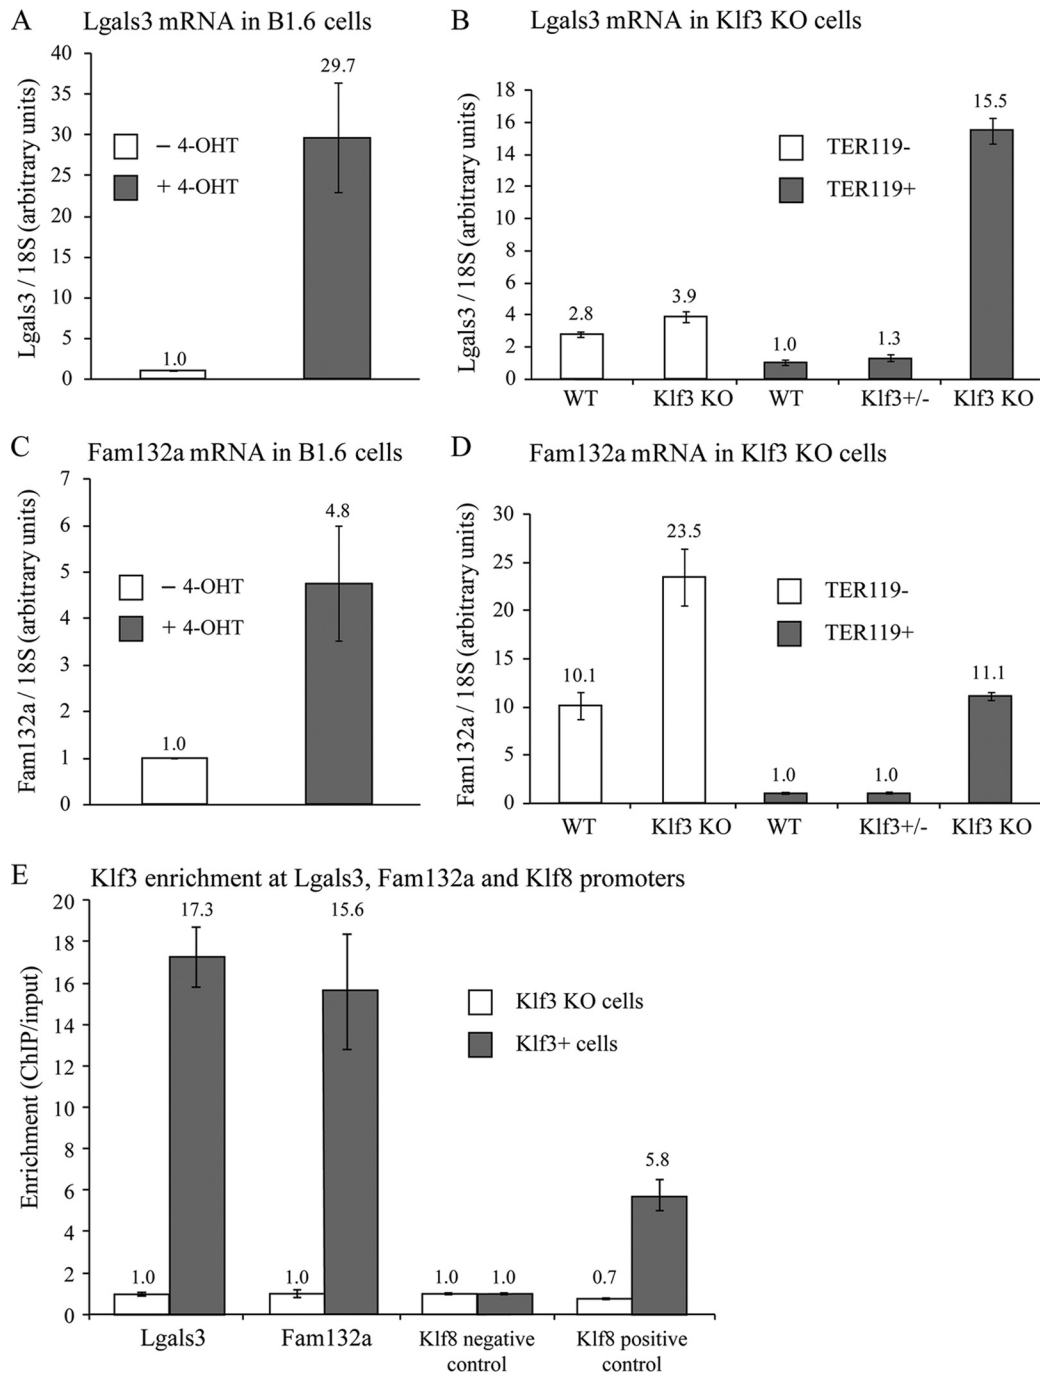 A
Lgals3 mRNA in B1.6 cells
Lgals3 / 18S (arbitrary units)
40
35
30
25
20
15
10
5
0
– 4-OHT
+ 4-OHT
1.0
29.7
B
Lgals3 mRNA in Klf3 KO cells
Lgals3 / 18S (arbitrary units)
18
16
14
12
10
8
6
4
2
0
TER119-
TER119+
2.8
3.9
1.0
1.3
15.5
WT
Klf3 KO
WT
Klf3+/-
Klf3 KO
C
Fam132a mRNA in B1.6 cells
Fam132a / 18S (arbitrary units)
7
6
5
4
3
2
1
0
– 4-OHT
+ 4-OHT
1.0
4.8
D
Fam132a mRNA in Klf3 KO cells
Fam132a / 18S (arbitrary units)
30
25
20
15
10
5
0
TER119-
TER119+
10.1
23.5
1.0
1.0
11.1
WT
Klf3 KO
WT
Klf3+/-
Klf3 KO
E
Klf3 enrichment at Lgals3, Fam132a and Klf8 promoters
Enrichment (ChIP/input)
20
18
16
14
12
10
8
6
4
2
0
Klf3 KO cells
Klf3+ cells
1.0
17.3
1.0
15.6
1.0
1.0
0.7
5.8
Lgals3
Fam132a
Klf8 negative
control
Klf8 positive
control